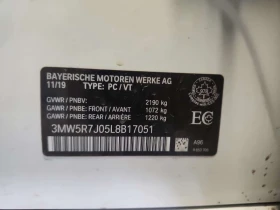 BAYERISCHE MOTOREN WERKE AG
11/19 TYPE: PC/VT
GVWR / PNBV: 2190 kg
GAWR / PNBE: FRONT / AVANT 1072 kg
GAWR / PNBE: REAR / ARRIÈRE 1220 kg
3MW5R7J05L8B17051
EC
A90